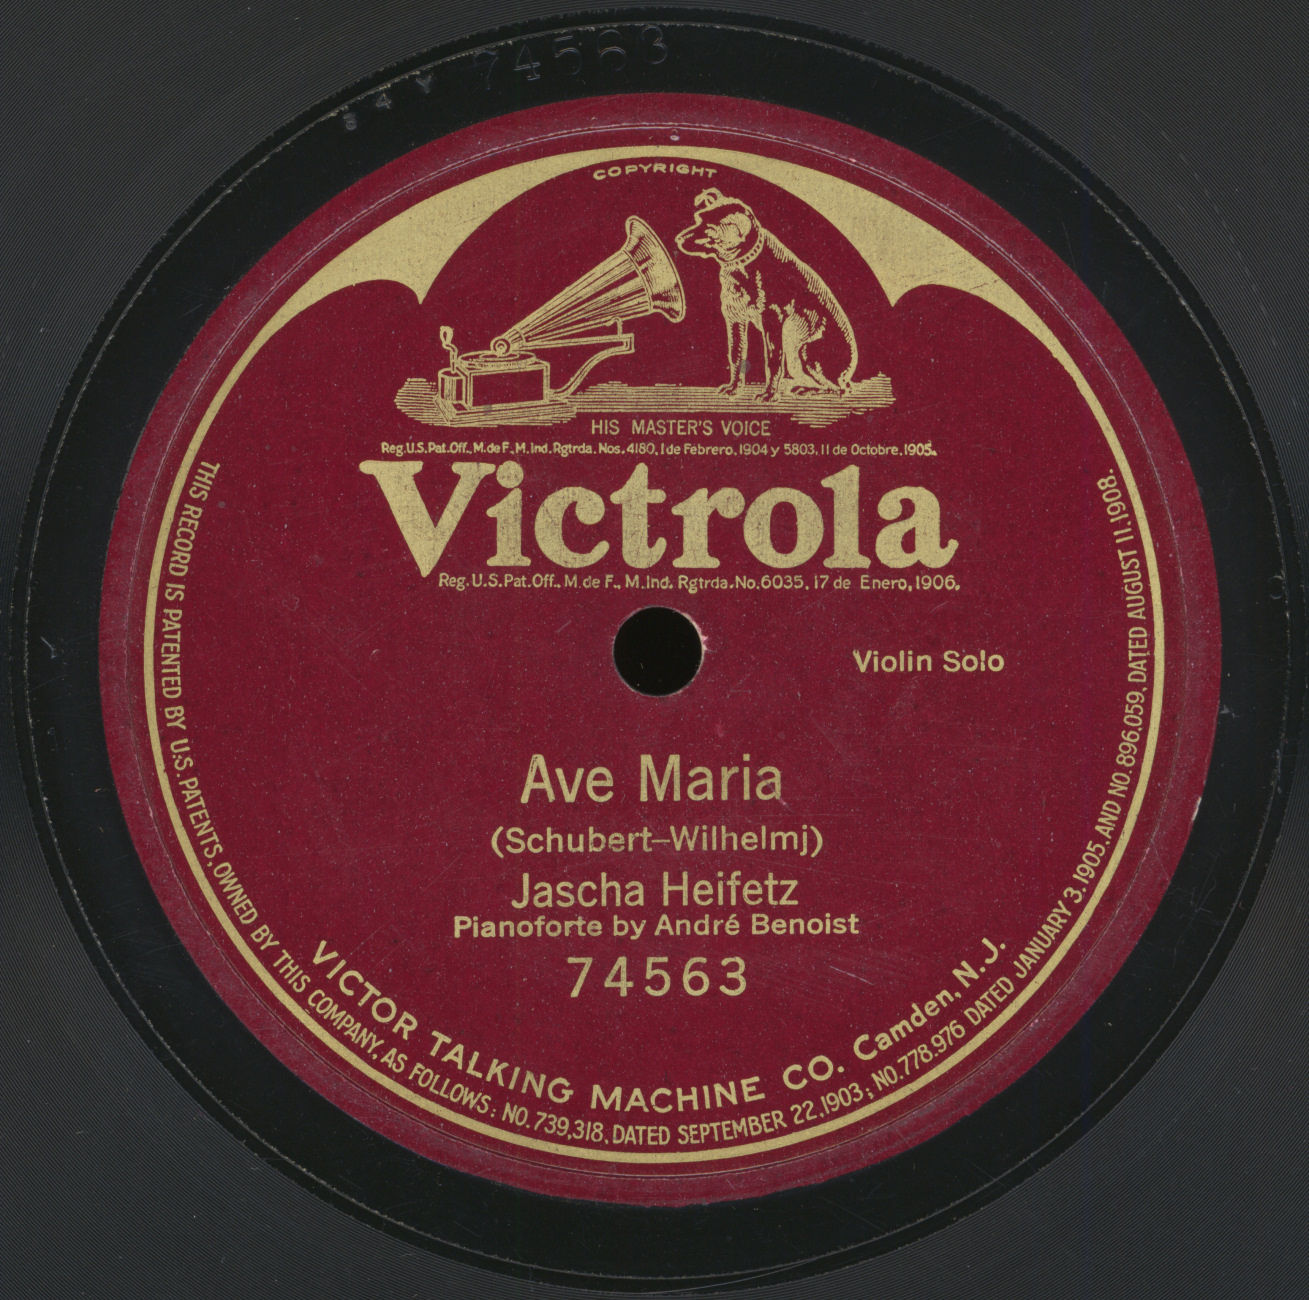 74563
COPYRIGHT
HIS MASTER'S VOICE
Reg.U.S.Pat.Off., M.de F., M.Ind. Rgtrda. Nos. 4180, 1 de Febrero, 1904 y 5803, 11 de Octobre, 1905.
Victrola
Reg.U.S.Pat.Off., M.de F., M.Ind. Rgtrda.No.6035, 17 de Enero, 1906.
Violin Solo
Ave Maria
(Schubert–Wilhelmj)
Jascha Heifetz
Pianoforte by André Benoist
74563
VICTOR TALKING MACHINE CO. Camden, N.J.
THIS RECORD IS PATENTED BY U.S. PATENTS, OWNED BY THIS COMPANY, AS FOLLOWS: NO. 739,318, DATED SEPTEMBER 22, 1903; NO. 778.976 DATED JANUARY 3, 1905, AND NO. 896.059, DATED AUGUST 11, 1908.